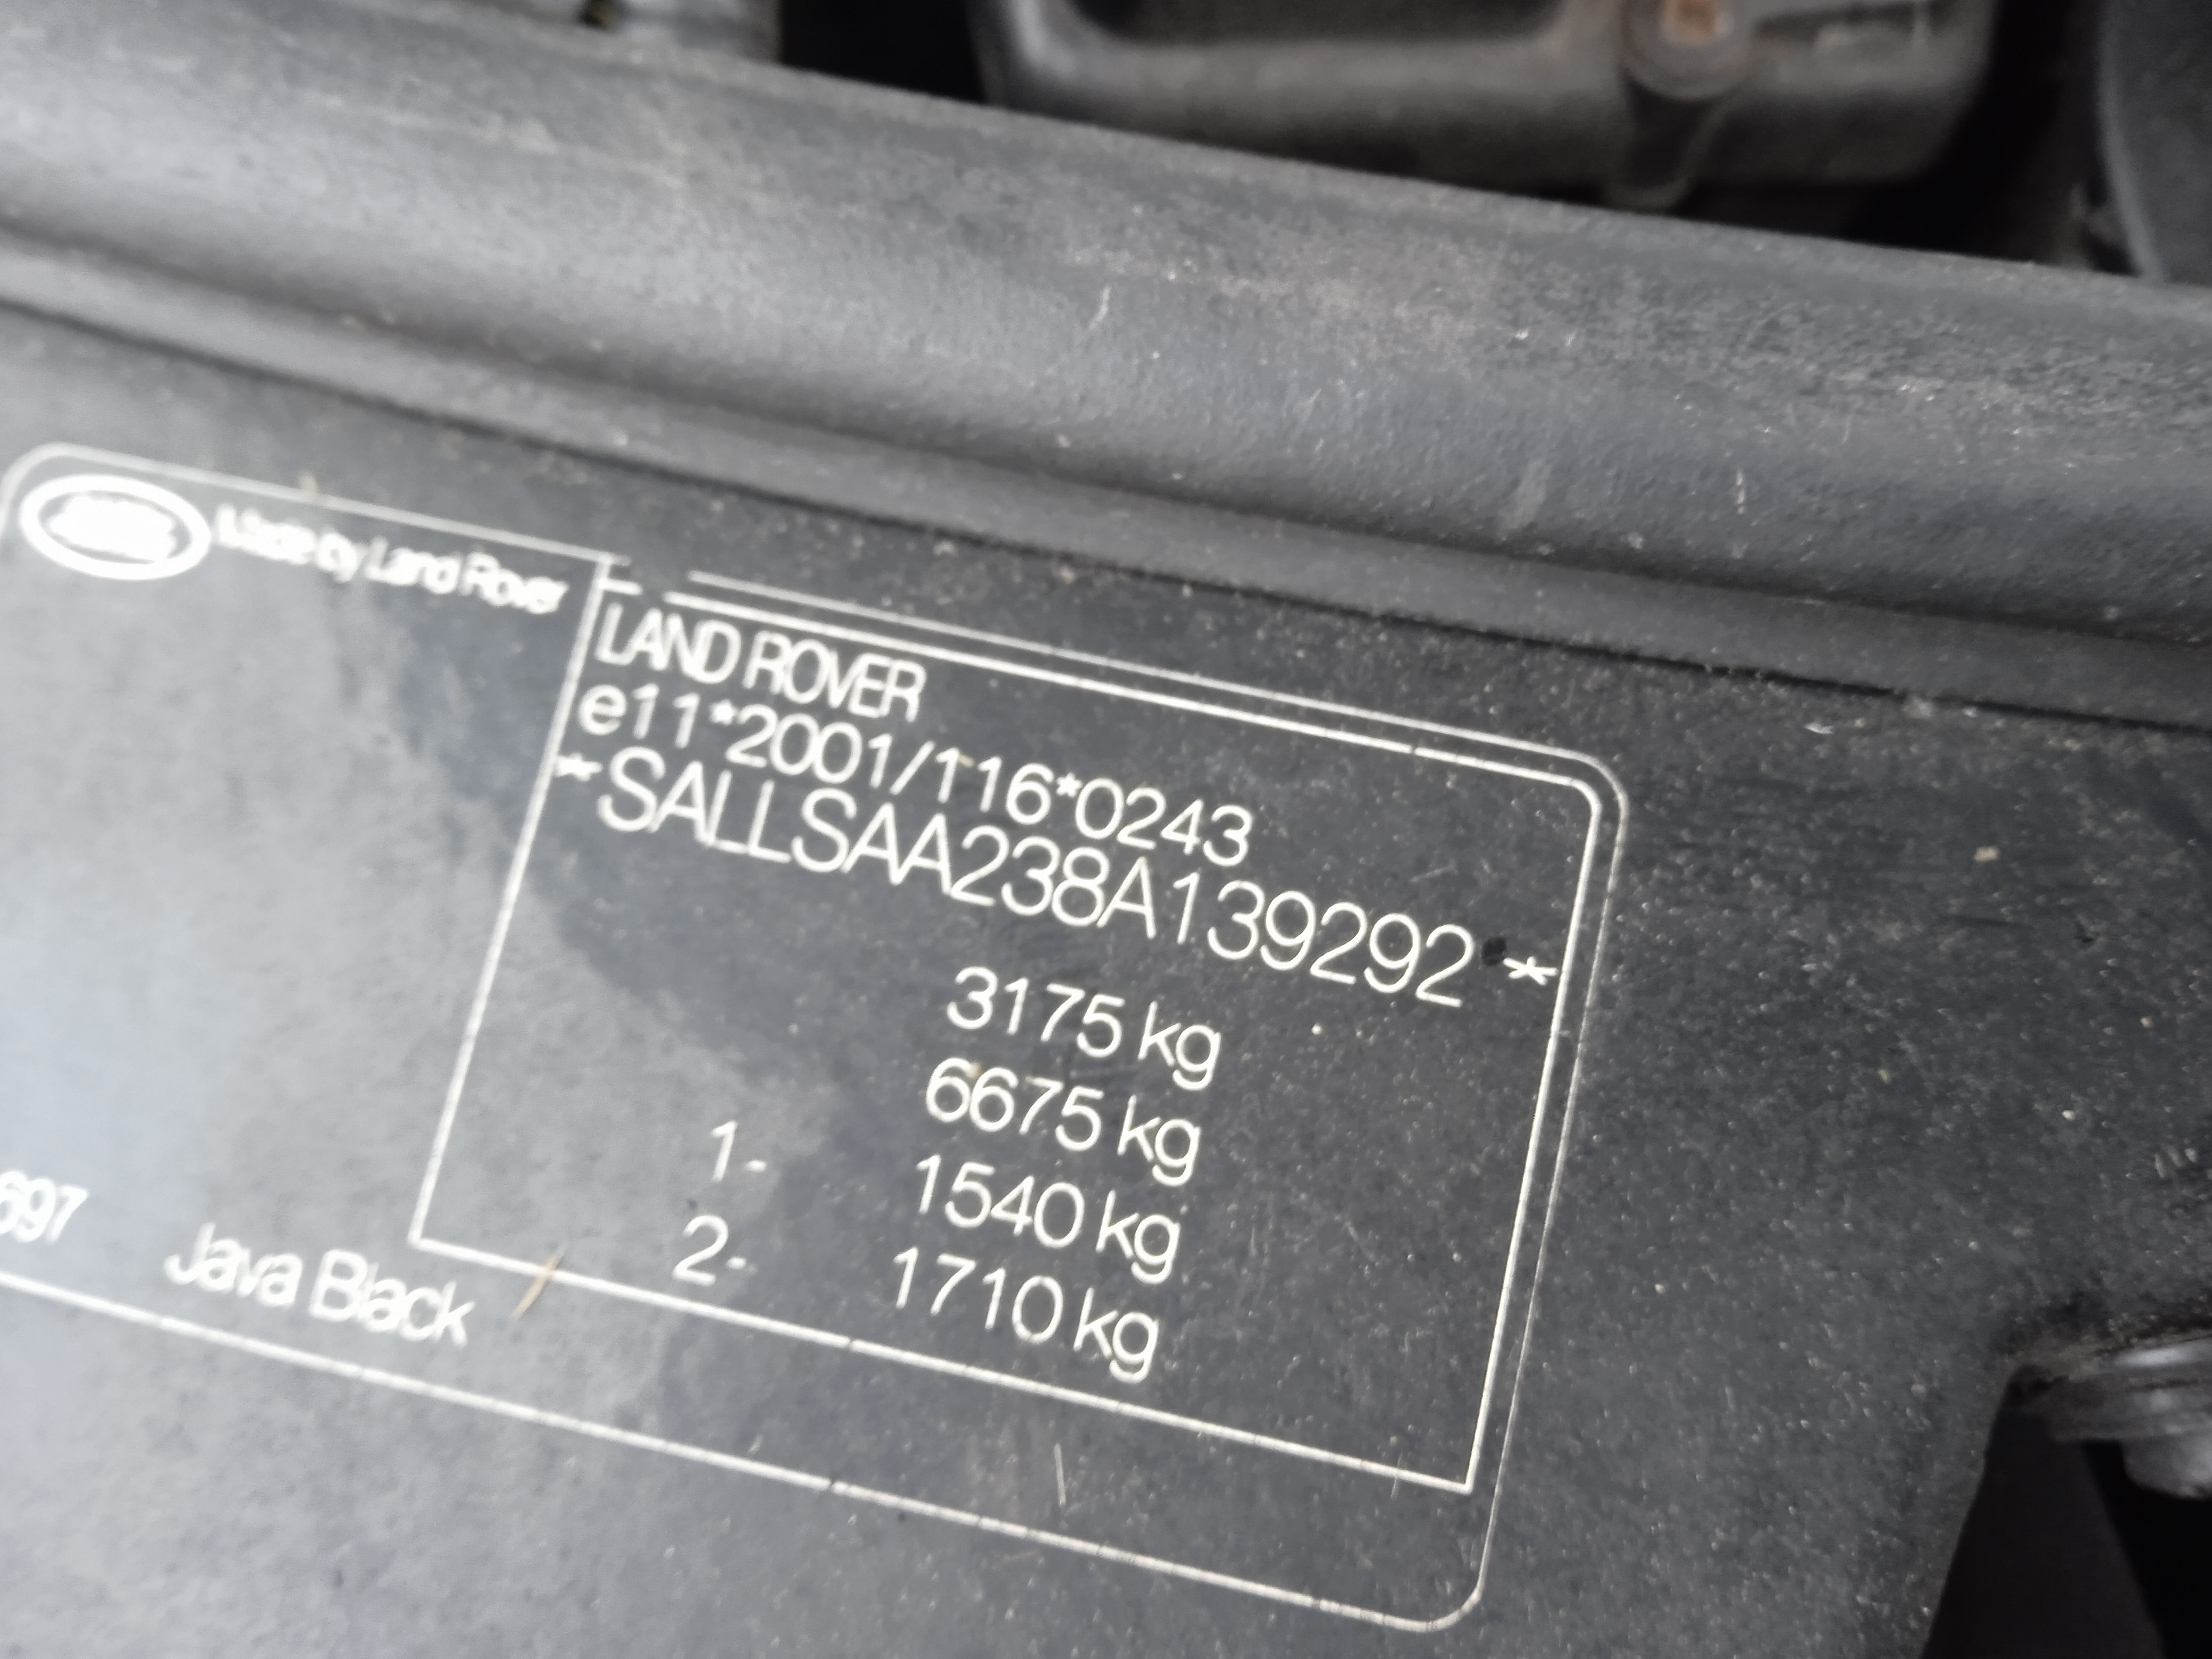 Made by Land Rover
LAND ROVER
e11*2001/116*0243
*SALLSAA238A139292*
3175 kg
6675 kg
1- 1540 kg
2- 1710 kg
697 Java Black